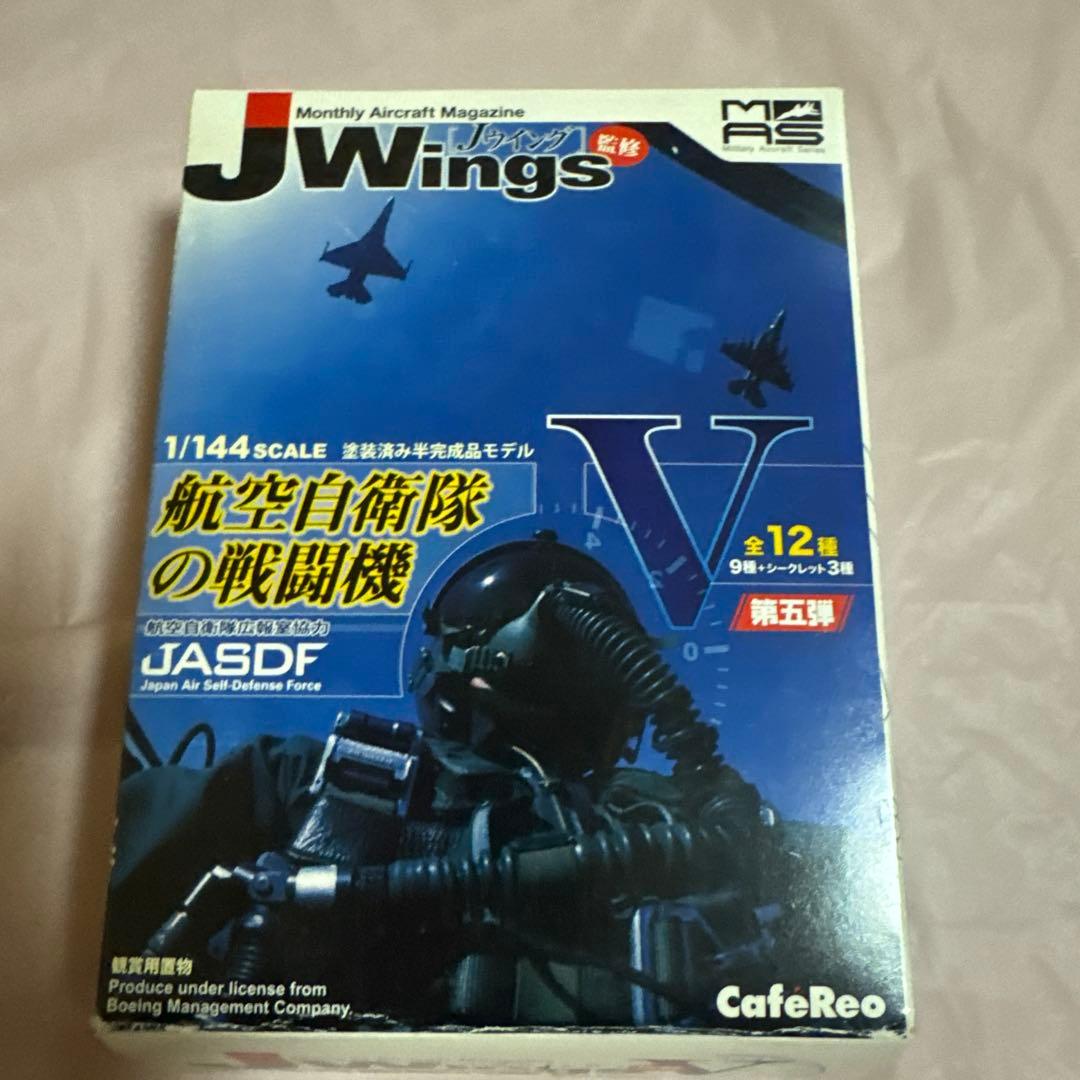 Monthly Aircraft Magazine
JWings
[Jウイング]
監修
MAS
Military Aircraft Series
1/144 SCALE 塗装済み半完成品モデル
航空自衛隊
の戦闘機
航空自衛隊広報室協力
JASDF
Japan Air Self-Defense Force
V
4
0
全12種
9種+シークレット3種
第五弾
観賞用置物
Produce under license from
Boeing Management Company.
CaféReo